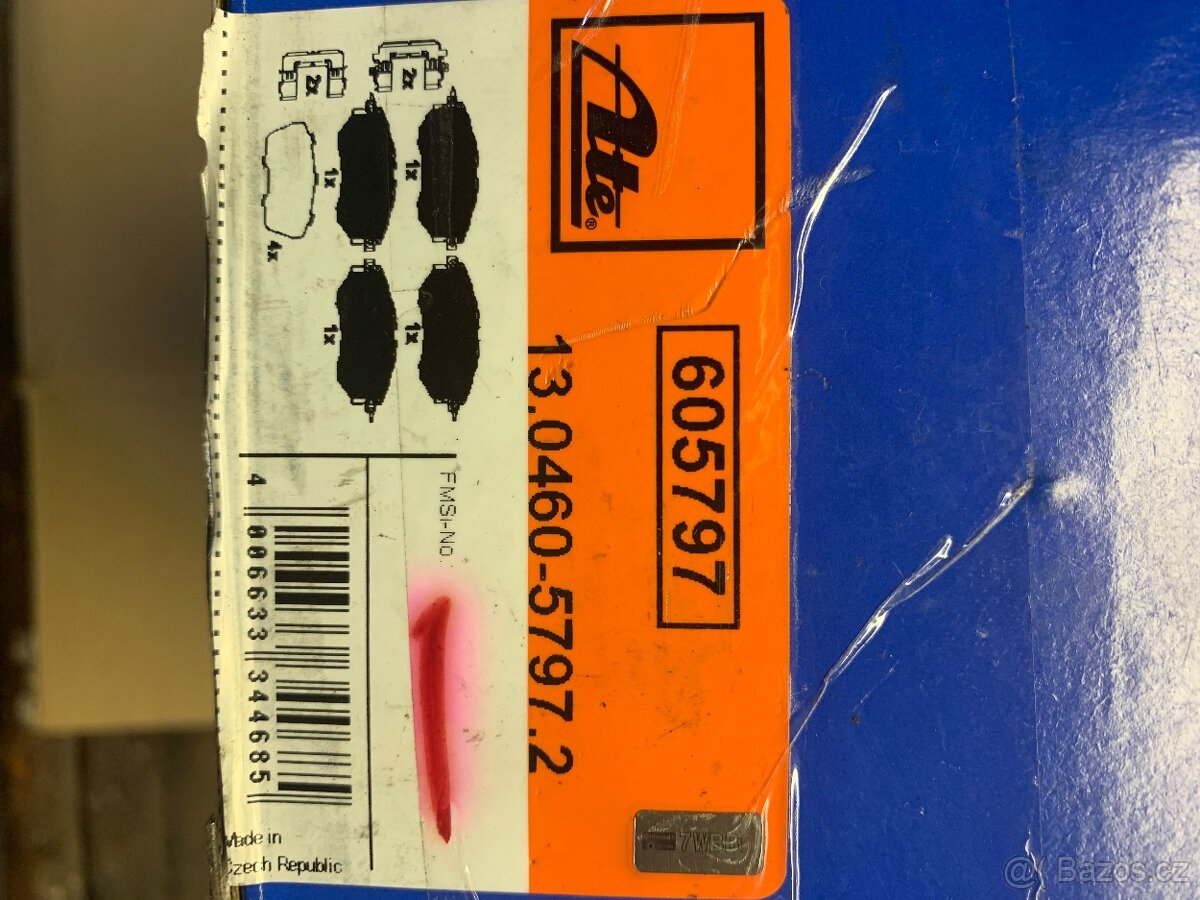 Ate®
605797
13.0460-5797.2
2x
2x
1x
1x
1x
1x
4x
FMSi-No.
1
4 006633 344685
Made in
Czech Republic
7WBB
@ Bazos.cz